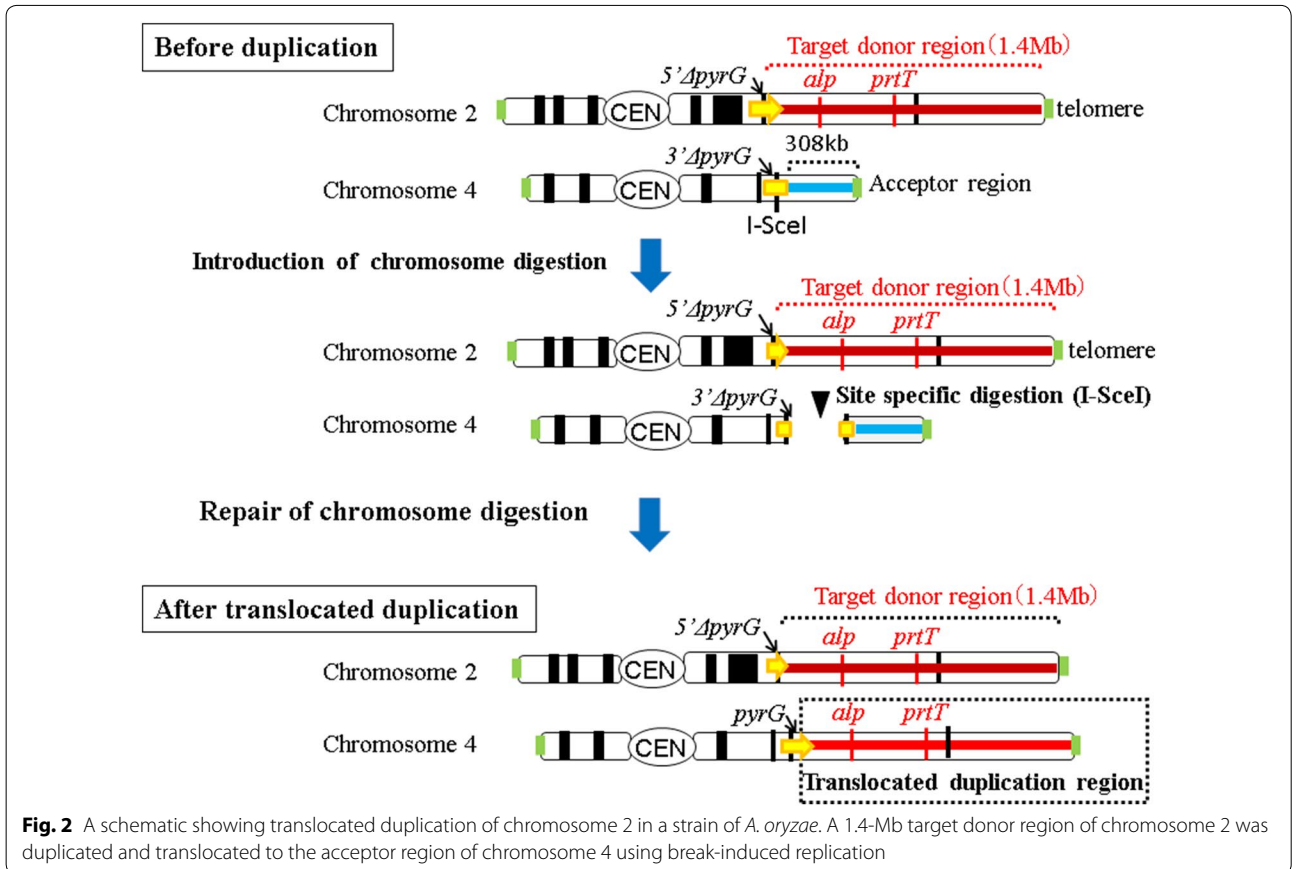 Before duplication
Target donor region(1.4Mb)
5’ΔpyrG
alp
prtT
Chromosome 2
CEN
telomere
308kb
3’ΔpyrG
Chromosome 4
CEN
Acceptor region
I-SceI
Introduction of chromosome digestion
Target donor region(1.4Mb)
5’ΔpyrG
alp
prtT
Chromosome 2
CEN
telomere
3’ΔpyrG
Site specific digestion (I-SceI)
Chromosome 4
CEN
Repair of chromosome digestion
After translocated duplication
Target donor region(1.4Mb)
5’ΔpyrG
alp
prtT
Chromosome 2
CEN
pyrG
alp
prtT
Chromosome 4
CEN
Translocated duplication region
Fig. 2 A schematic showing translocated duplication of chromosome 2 in a strain of A. oryzae. A 1.4-Mb target donor region of chromosome 2 was
duplicated and translocated to the acceptor region of chromosome 4 using break-induced replication